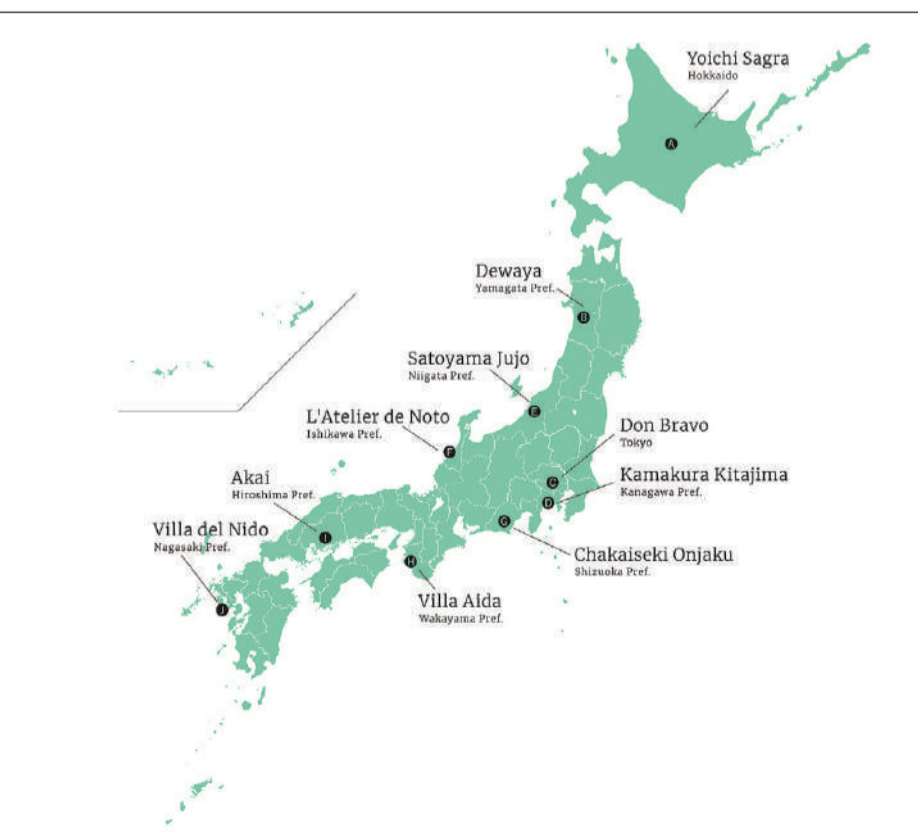 Yoichi Sagra
Hokkaido
A
Dewaya
Yamagata Pref.
B
Satoyama Jujo
Niigata Pref.
E
L'Atelier de Noto
Ishikawa Pref.
F
Don Bravo
Tokyo
C
Kamakura Kitajima
Kanagawa Pref.
D
Akai
Hiroshima Pref.
I
Villa del Nido
Nagasaki Pref.
J
G
Chakaiseki Onjaku
Shizuoka Pref.
H
Villa Aida
Wakayama Pref.